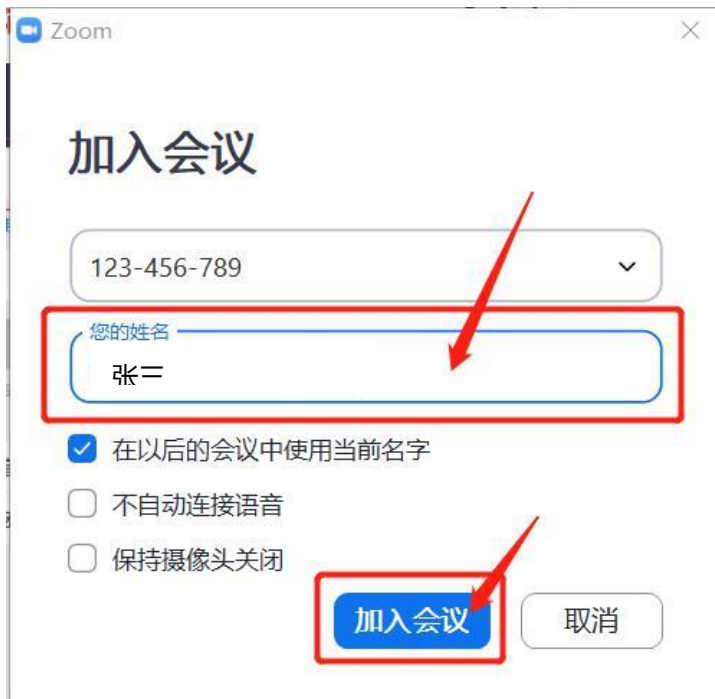 Zoom
加入会议
123-456-789
您的姓名
张三
在以后的会议中使用当前名字
不自动连接语音
保持摄像头关闭
加入会议 取消